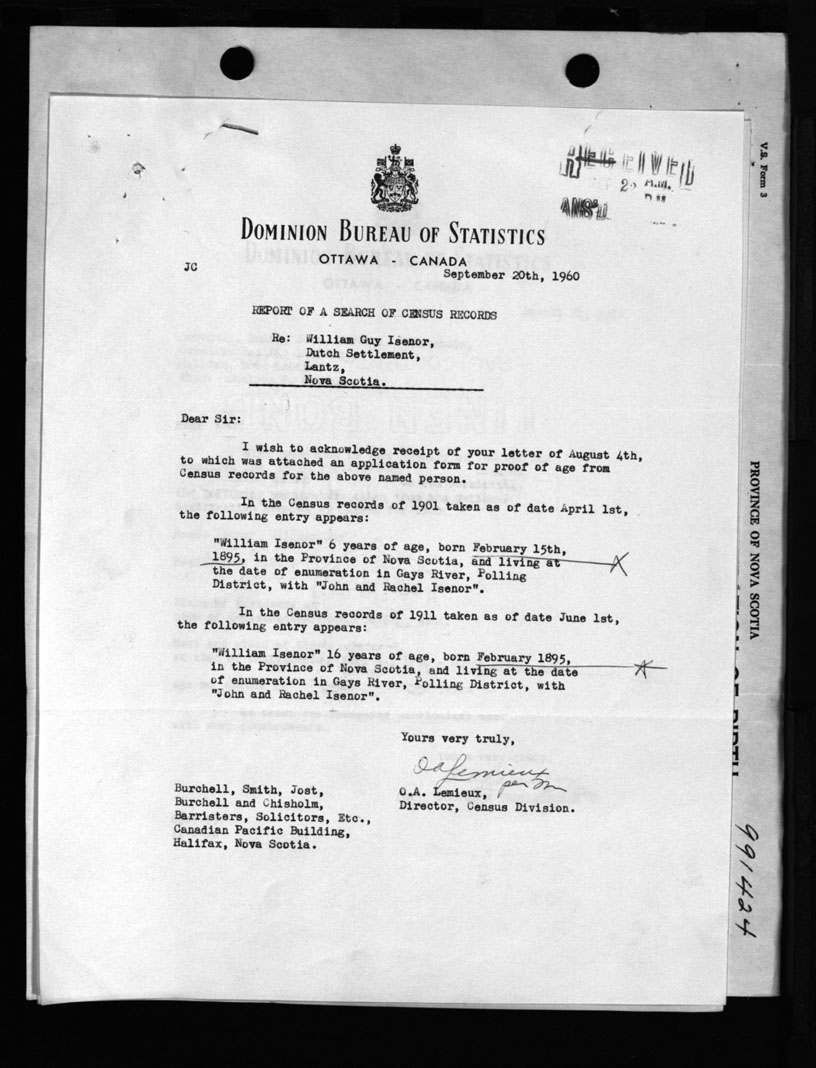 RECEIVED
SEP 2 A.M.
P.M.
ANS'D
DOMINION BUREAU OF STATISTICS
OTTAWA - CANADA
JC
September 20th, 1960
REPORT OF A SEARCH OF CENSUS RECORDS
Re: William Guy Isenor,
Dutch Settlement,
Lantz,
Nova Scotia.
Dear Sir:
I wish to acknowledge receipt of your letter of August 4th,
to which was attached an application form for proof of age from
Census records for the above named person.
In the Census records of 1901 taken as of date April 1st,
the following entry appears:
"William Isenor" 6 years of age, born February 15th,
1895, in the Province of Nova Scotia, and living at
the date of enumeration in Gays River, Polling
District, with "John and Rachel Isenor".
In the Census records of 1911 taken as of date June 1st,
the following entry appears:
"William Isenor" 16 years of age, born February 1895,
in the Province of Nova Scotia, and living at the date
of enumeration in Gays River, Polling District, with
"John and Rachel Isenor".
Yours very truly,
O A Lemieux
per
O.A. Lemieux,
Director, Census Division.
Burchell, Smith, Jost,
Burchell and Chisholm,
Barristers, Solicitors, Etc.,
Canadian Pacific Building,
Halifax, Nova Scotia.
V.S. Form 3
PROVINCE OF NOVA SCOTIA
OF BIRTH
991424